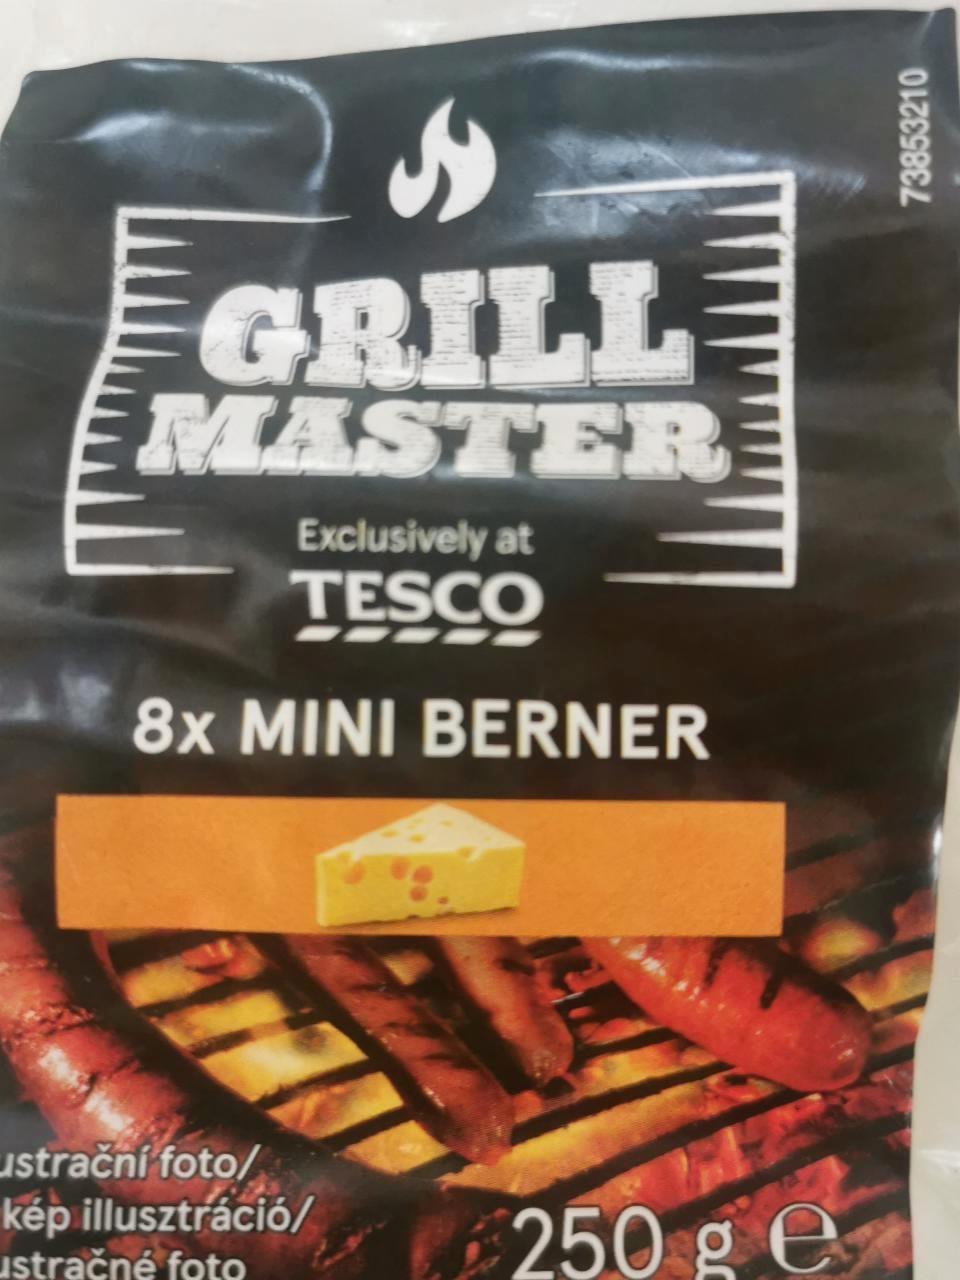 73853210
GRILL
MASTER
Exclusively at
TESCO
8x MINI BERNER
ustrační foto/
kép illusztráció/
ustračné foto
250 g e